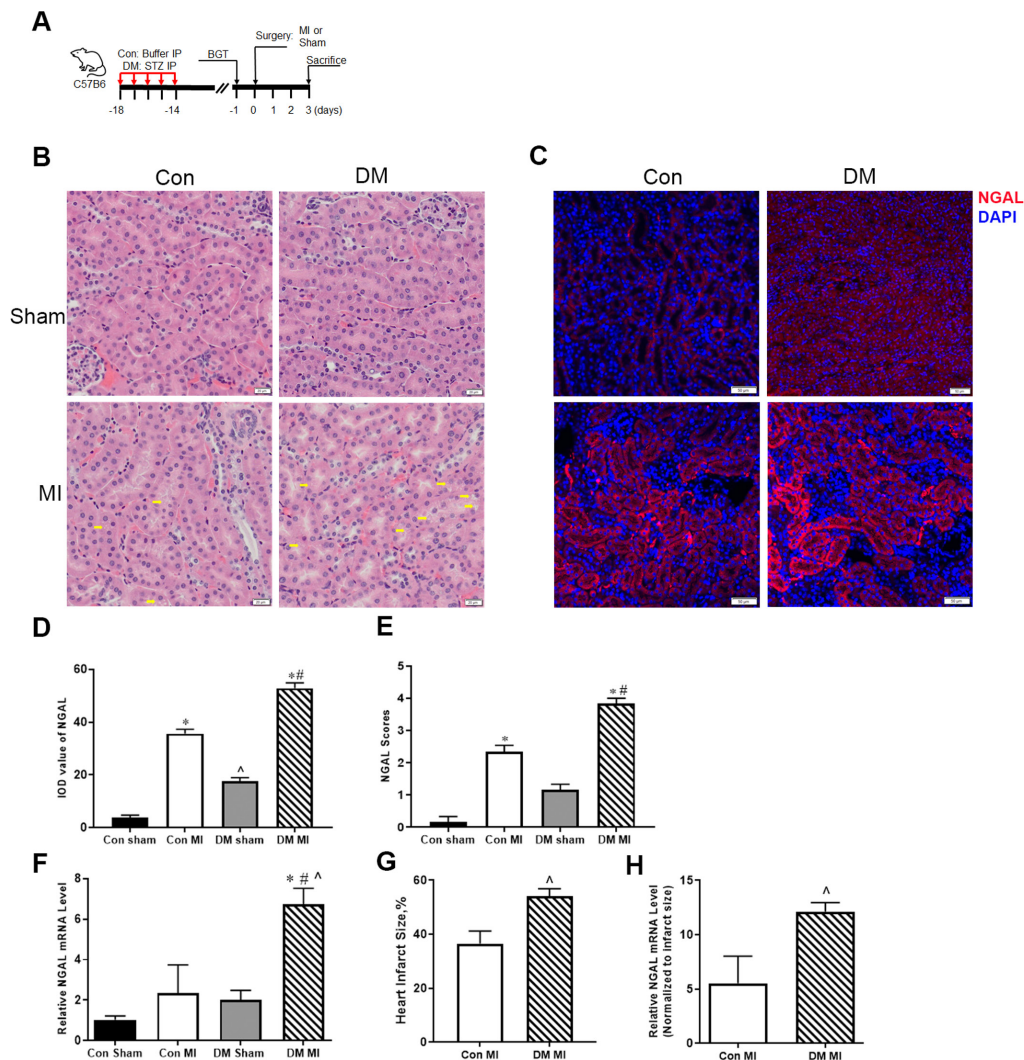 A
Con: Buffer IP
DM: STZ IP
C57B6
BGT
Surgery: MI or
Sham
Sacrifice
-18 -14 -1 0 1 2 3 (days)
B
Con DM
Sham
MI
C
Con DM
NGAL
DAPI
D
IOD value of NGAL
60
40
20
0
*
^
*#
Con sham Con MI DM sham DM MI
E
NGAL Scores
5
4
3
2
1
0
*
* #
Con sham Con MI DM sham DM MI
F
Relative NGAL mRNA Level
8
6
4
2
0
* # ^
Con Sham Con MI DM Sham DM MI
G
Heart Infarct Size,%
60
40
20
0
^
Con MI DM MI
H
Relative NGAL mRNA Level
(Normalized to infarct size)
15
10
5
0
^
Con MI DM MI